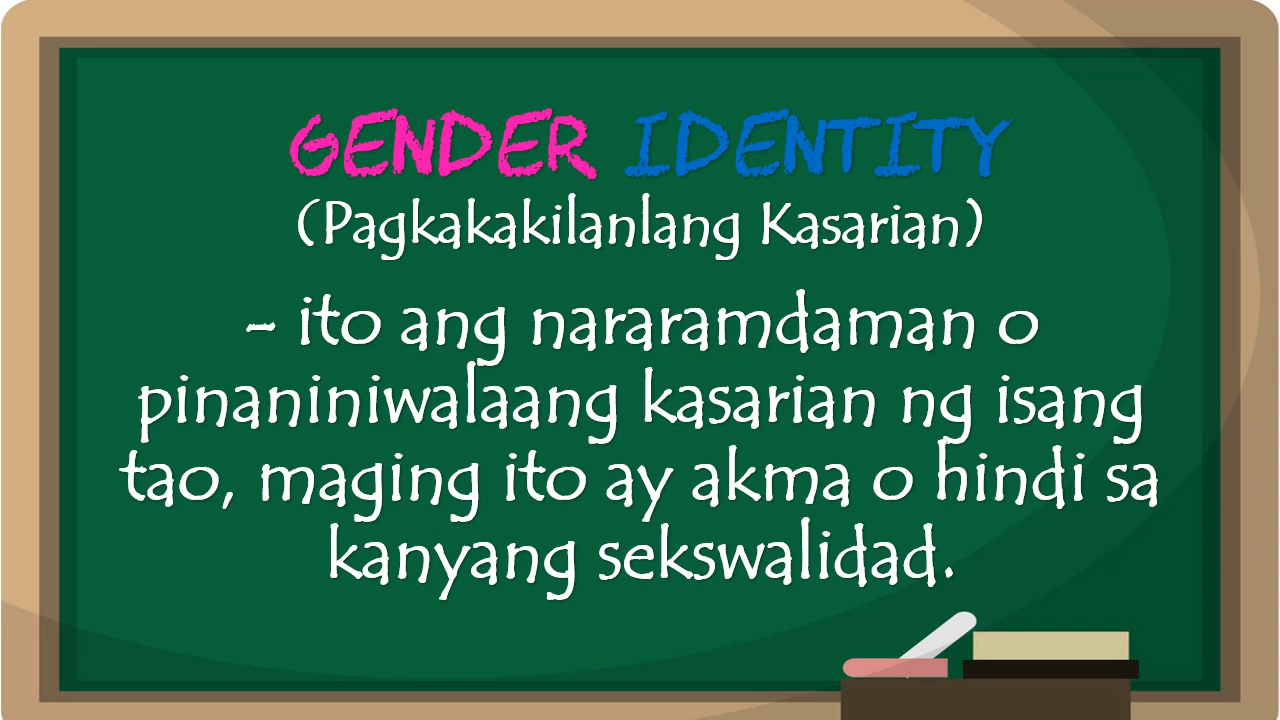 GENDER IDENTITY
(Pagkakakilanlang Kasarian)
- ito ang nararamdaman o
pinaniniwalaang kasarian ng isang
tao, maging ito ay akma o hindi sa
kanyang sekswalidad.